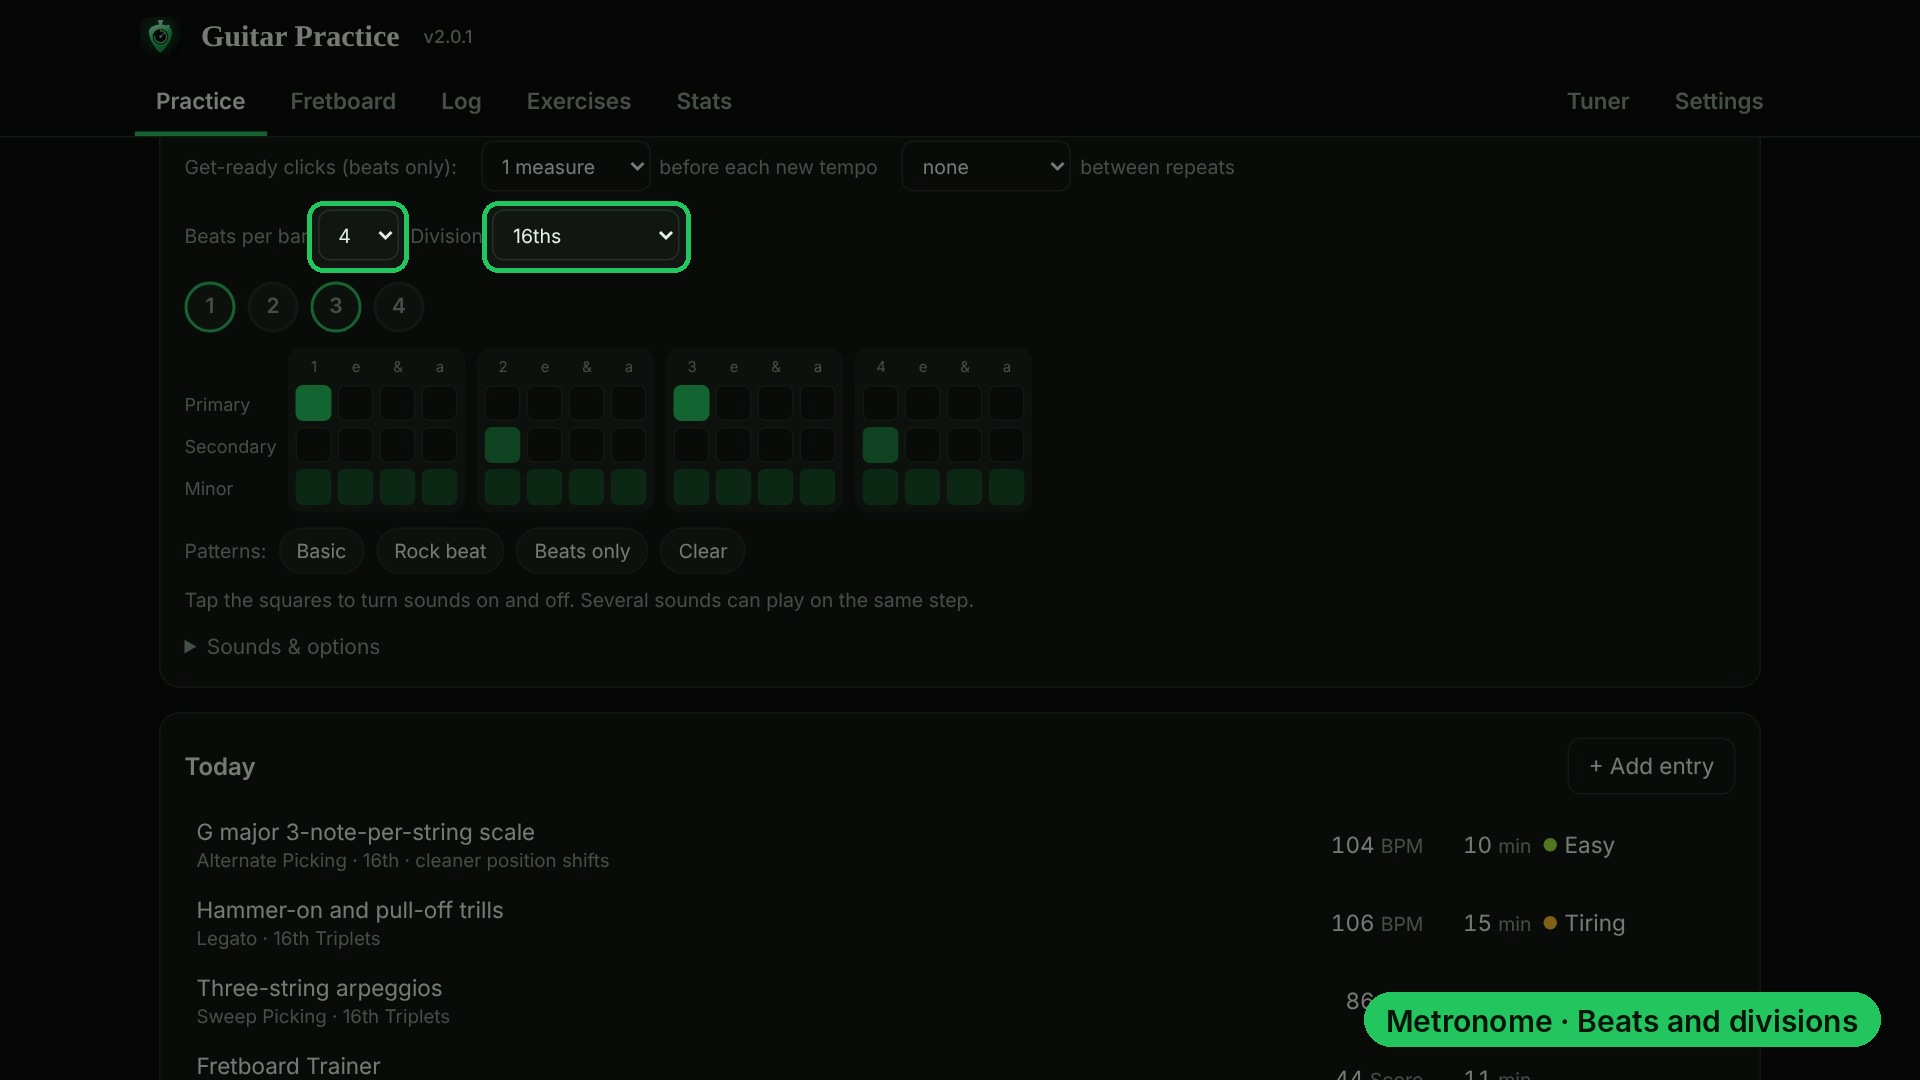 Guitar Practice v2.0.1
Practice Fretboard Log Exercises Stats Tuner Settings
Get-ready clicks (beats only): 1 measure before each new tempo none between repeats
Beats per bar 4 Division 16ths
1 2 3 4
1 e & a 2 e & a 3 e & a 4 e & a
Primary
Secondary
Minor
Patterns: Basic Rock beat Beats only Clear
Tap the squares to turn sounds on and off. Several sounds can play on the same step.
Sounds & options
Today + Add entry
G major 3-note-per-string scale 104 BPM 10 min Easy
Alternate Picking · 16th · cleaner position shifts
Hammer-on and pull-off trills 106 BPM 15 min Tiring
Legato · 16th Triplets
Three-string arpeggios 86
Sweep Picking · 16th Triplets
Metronome · Beats and divisions
Fretboard Trainer 44 Score 11 min